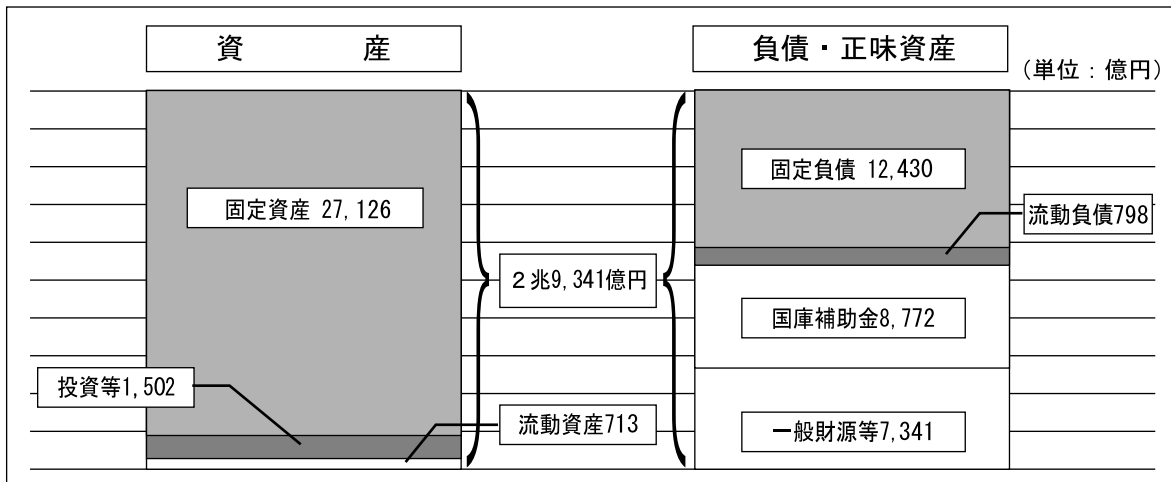 資　　　産
負債・正味資産
（単位：億円）
固定資産 27,126
固定負債 12,430
流動負債798
２兆9,341億円
国庫補助金8,772
投資等1,502
流動資産713
一般財源等7,341